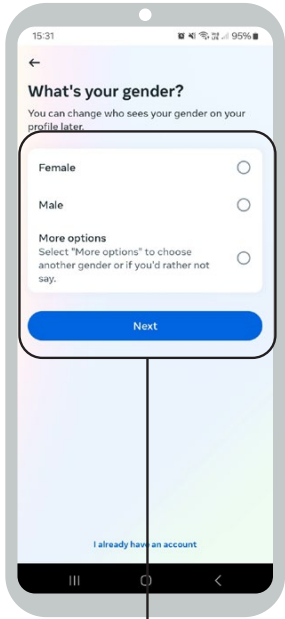 15:31
95%
What's your gender?
You can change who sees your gender on your
profile later.
Female
Male
More options
Select "More options" to choose
another gender or if you'd rather not
say.
Next
I already have an account